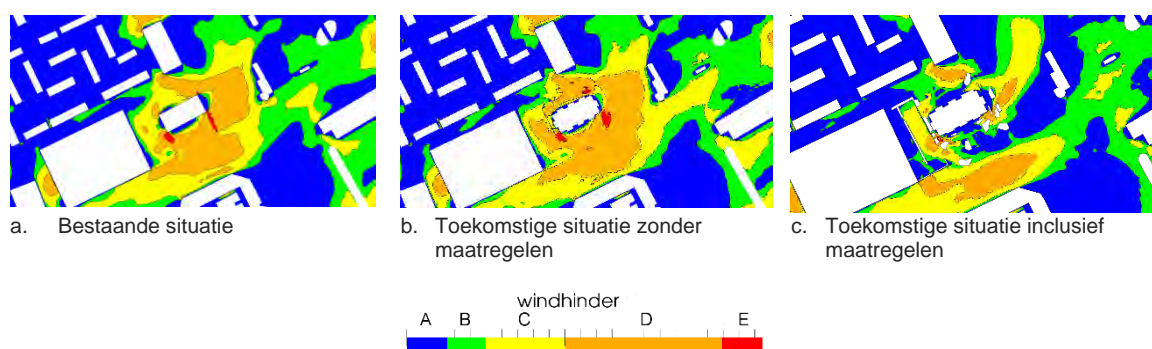 a. Bestaande situatie
b. Toekomstige situatie zonder
maatregelen
c. Toekomstige situatie inclusief
maatregelen
windhinder
A B C D E